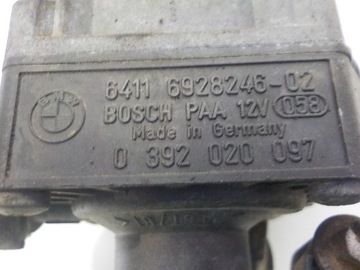 6411 6928246-02
BOSCH PAA 12V 058
Made in Germany
0 392 020 097